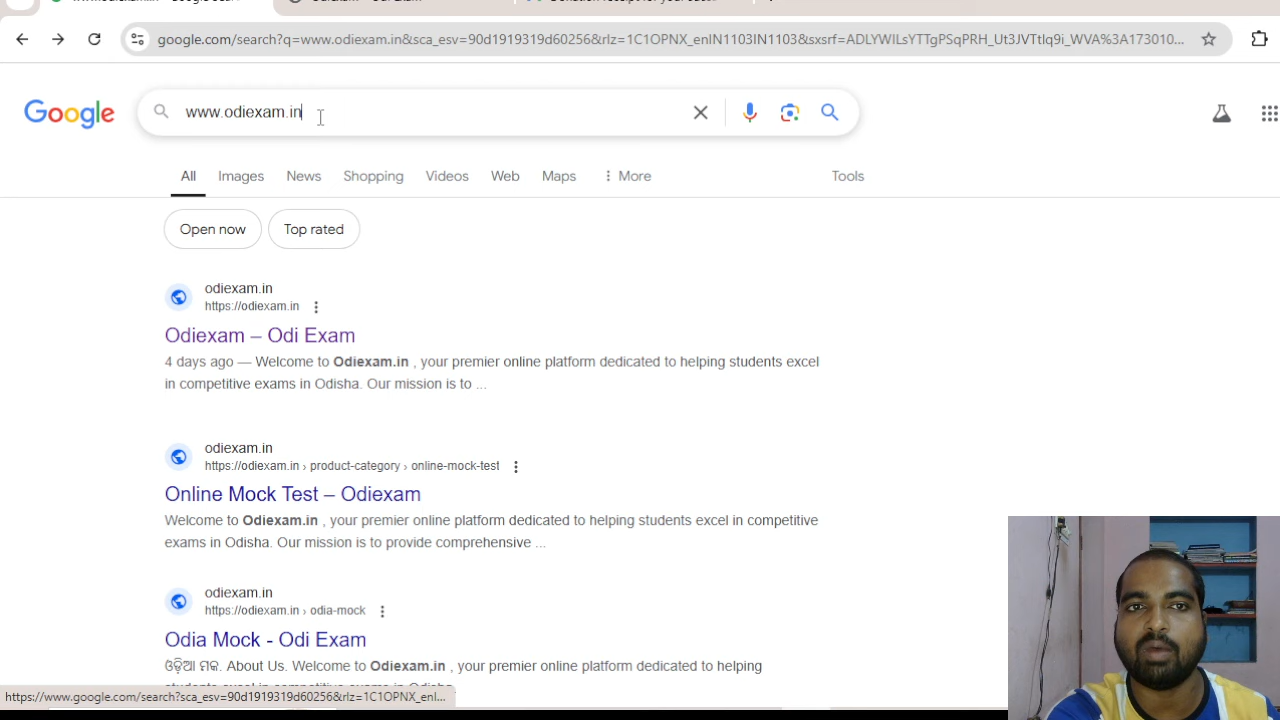 google.com/search?q=www.odiexam.in&sca_esv=90d1919319d60256&rlz=1C1OPNX_enIN1103IN1103&sxsrf=ADLYWILsYTTgPSqPRH_Ut3JVTtlq9i_WVA%3A173010...
Google
www.odiexam.in
All Images News Shopping Videos Web Maps More Tools
Open now Top rated
odiexam.in
https://odiexam.in
Odiexam – Odi Exam
4 days ago — Welcome to Odiexam.in , your premier online platform dedicated to helping students excel
in competitive exams in Odisha. Our mission is to ...
odiexam.in
https://odiexam.in › product-category › online-mock-test
Online Mock Test – Odiexam
Welcome to Odiexam.in , your premier online platform dedicated to helping students excel in competitive
exams in Odisha. Our mission is to provide comprehensive ...
odiexam.in
https://odiexam.in › odia-mock
Odia Mock - Odi Exam
ଓଡ଼ିଆ ମକ. About Us. Welcome to Odiexam.in , your premier online platform dedicated to helping
https://www.google.com/search?sca_esv=90d1919319d60256&rlz=1C1OPNX_enI...